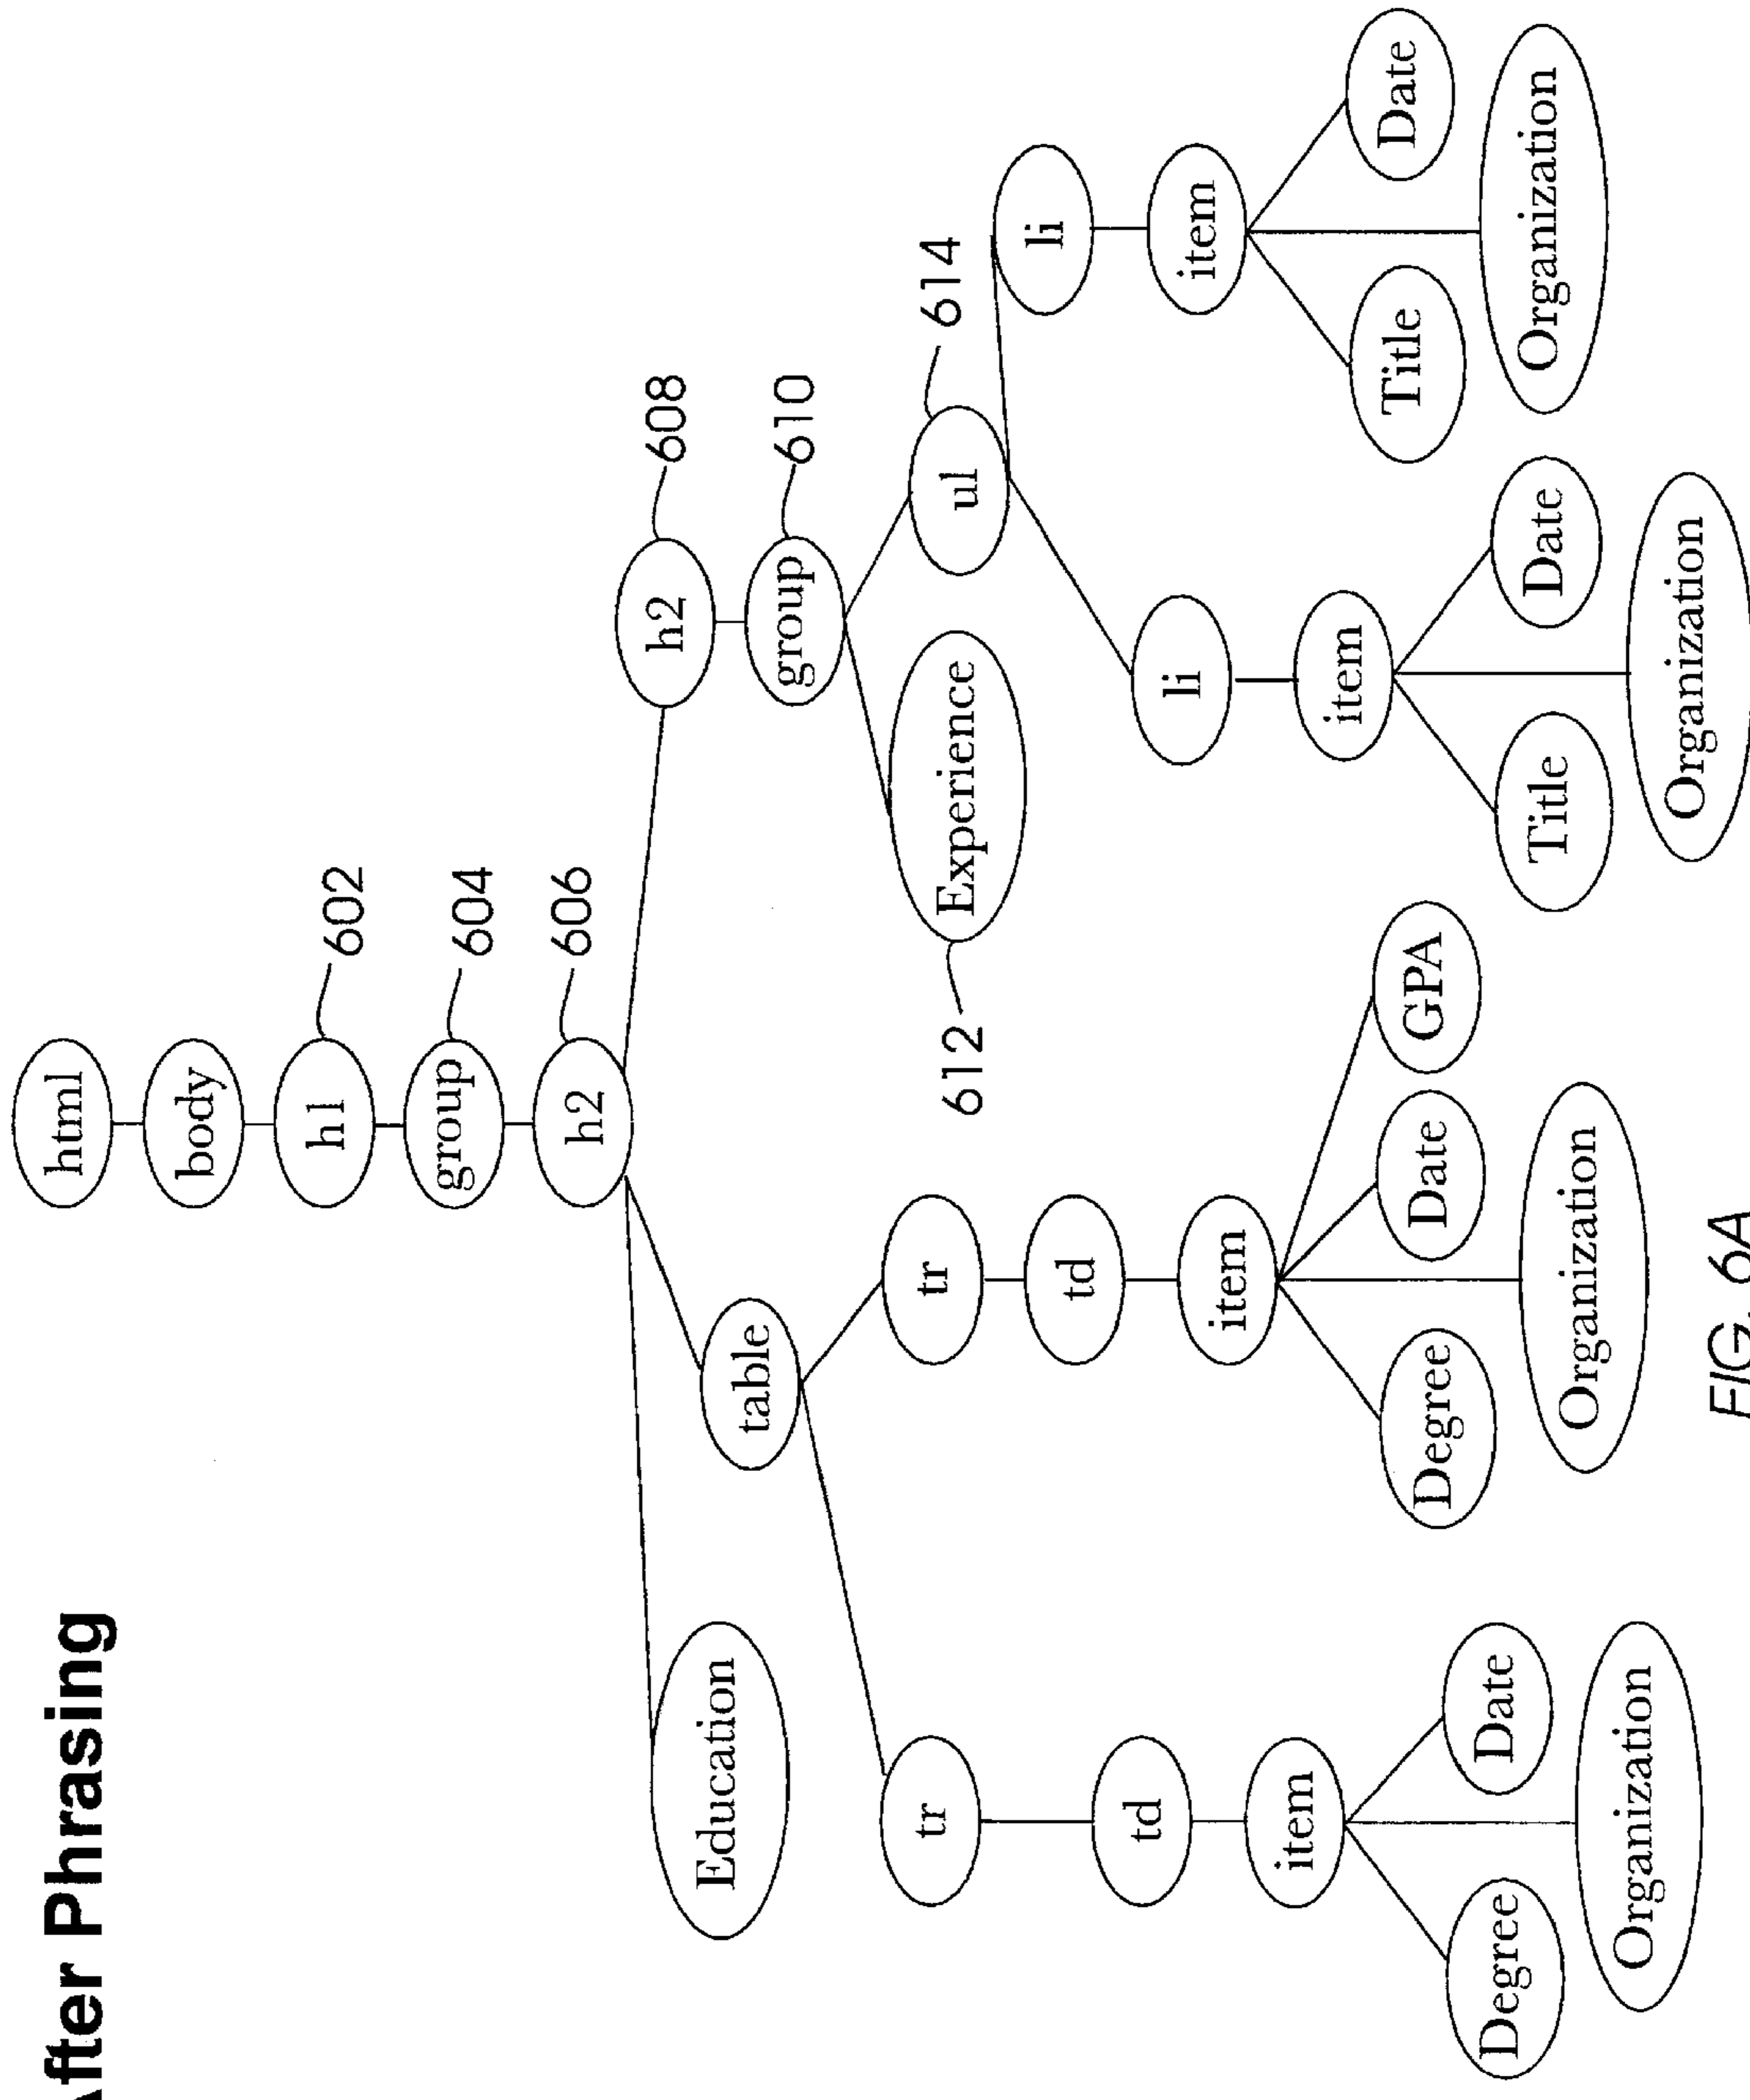 After Phrasing
html
body
h1
602
group
604
h2
606
h2
608
group
610
Education
table
Experience
612
ul
614
tr
tr
li
li
td
td
item
item
item
item
Degree
Date
Organization
Degree
Date
GPA
Organization
Title
Date
Organization
Title
Date
Organization
FIG. 6A